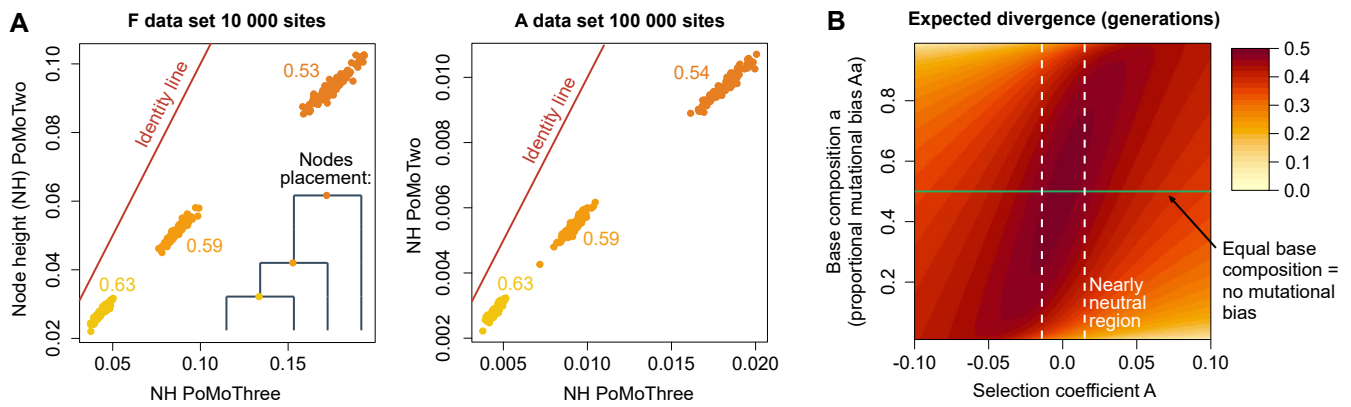 A
F data set 10 000 sites
Node height (NH) PoMoTwo
0.10
0.08
0.06
0.04
0.02
Identity line
0.53
0.59
0.63
Nodes
placement:
0.05
0.10
0.15
NH PoMoThree
A data set 100 000 sites
NH PoMoTwo
0.010
0.008
0.006
0.004
0.002
Identity line
0.54
0.59
0.63
0.005
0.010
0.015
0.020
NH PoMoThree
B
Expected divergence (generations)
Base composition a
(proportional mutational bias Aa)
0.8
0.6
0.4
0.2
Nearly
neutral
region
-0.10
-0.05
0.0
0.05
0.10
Selection coefficient A
0.5
0.4
0.3
0.2
0.1
0.0
Equal base
composition =
no mutational
bias